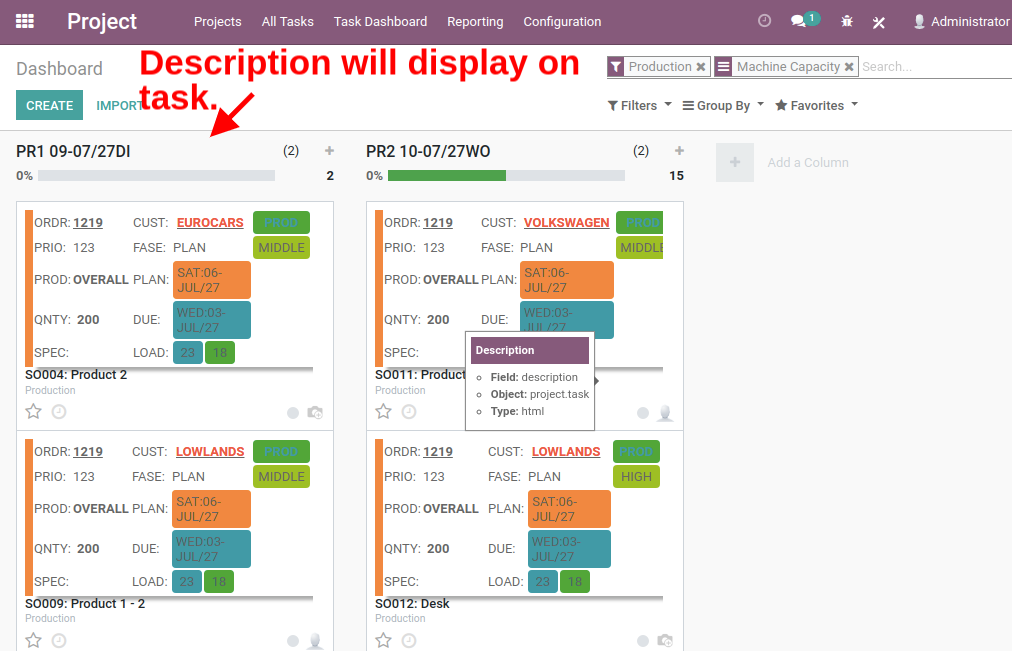 Project Projects All Tasks Task Dashboard Reporting Configuration 1 Administrator
Dashboard
Description will display on
task.
Production Machine Capacity Search...
CREATE IMPORT
Filters Group By Favorites
PR1 09-07/27DI (2)
0% 2
PR2 10-07/27WO (2)
0% 15
Add a Column
ORDR: 1219 CUST: EUROCARS PROD
PRIO: 123 FASE: PLAN MIDDLE
PROD: OVERALL PLAN: SAT:06-
JUL/27
QNTY: 200 DUE: WED:03-
JUL/27
SPEC: LOAD: 23 18
SO004: Product 2
Production
ORDR: 1219 CUST: LOWLANDS PROD
PRIO: 123 FASE: PLAN MIDDLE
PROD: OVERALL PLAN: SAT:06-
JUL/27
QNTY: 200 DUE: WED:03-
JUL/27
SPEC: LOAD: 23 18
SO009: Product 1 - 2
Production
ORDR: 1219 CUST: VOLKSWAGEN PROD
PRIO: 123 FASE: PLAN MIDDLE
PROD: OVERALL PLAN: SAT:06-
JUL/27
QNTY: 200 DUE: WED:03-
JUL/27
SPEC:
SO011: Product
Production
Description
Field: description
Object: project.task
Type: html
ORDR: 1219 CUST: LOWLANDS PROD
PRIO: 123 FASE: PLAN HIGH
PROD: OVERALL PLAN: SAT:06-
JUL/27
QNTY: 200 DUE: WED:03-
JUL/27
SPEC: LOAD: 23 18
SO012: Desk
Production